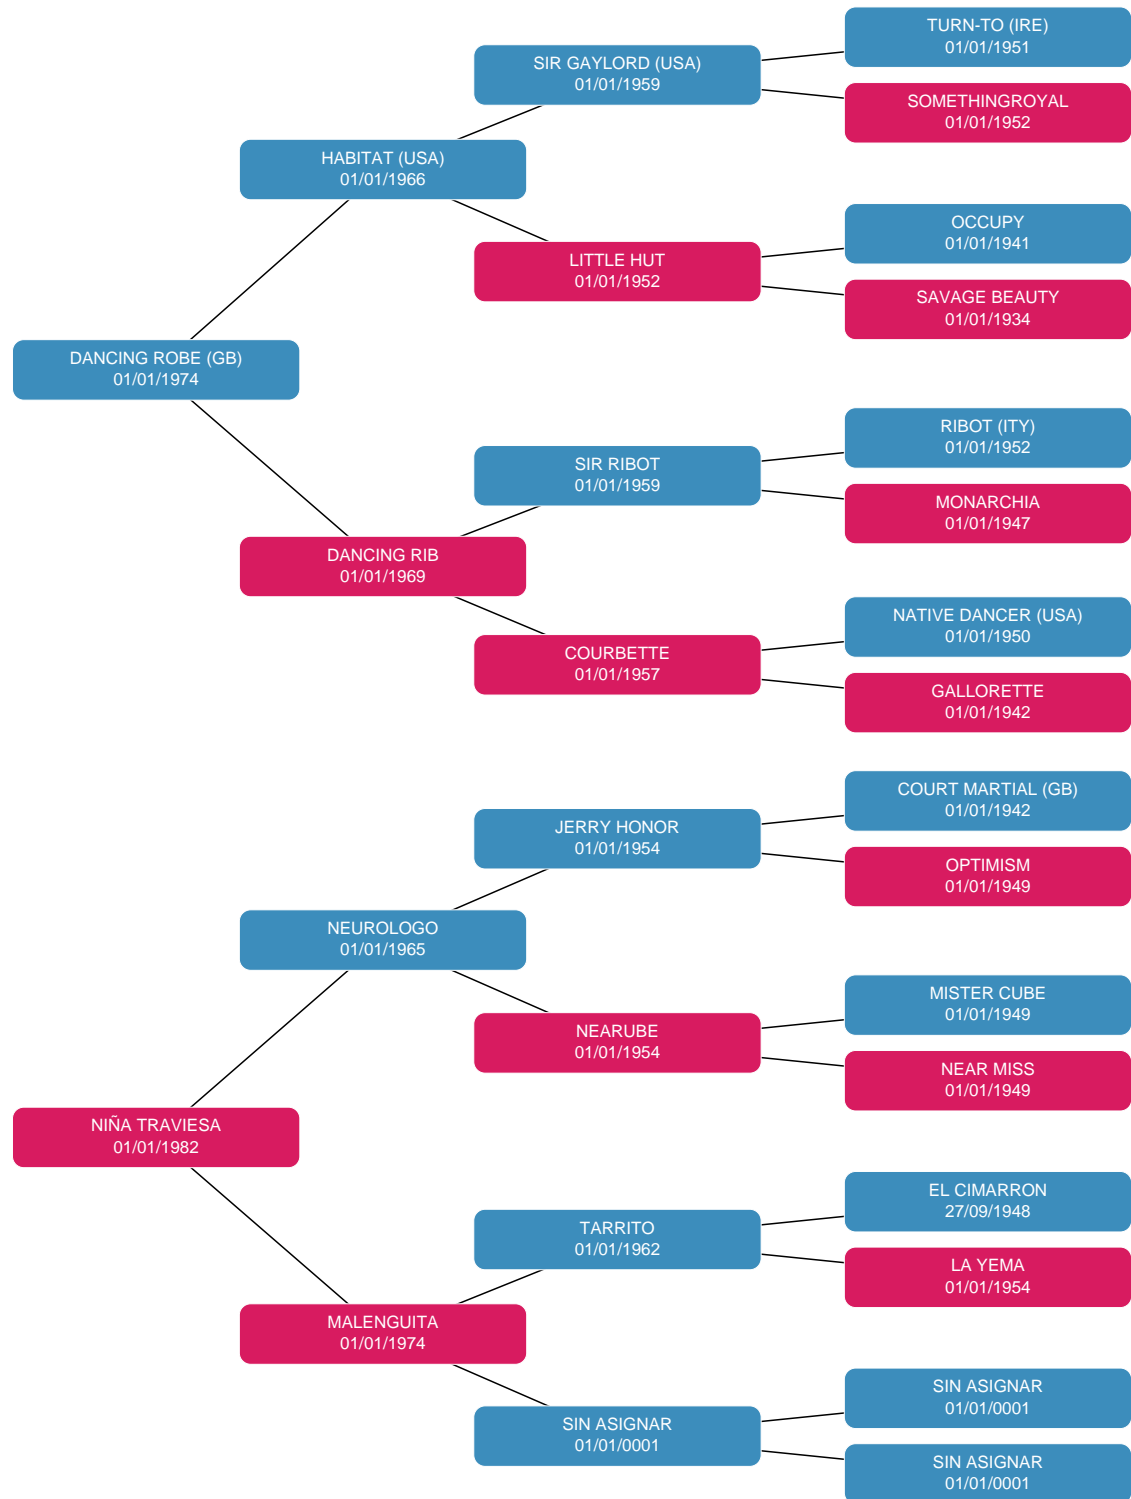 TURN-TO (IRE)
01/01/1951
SIR GAYLORD (USA)
01/01/1959
SOMETHINGROYAL
01/01/1952
HABITAT (USA)
01/01/1966
OCCUPY
01/01/1941
LITTLE HUT
01/01/1952
SAVAGE BEAUTY
01/01/1934
DANCING ROBE (GB)
01/01/1974
RIBOT (ITY)
01/01/1952
SIR RIBOT
01/01/1959
MONARCHIA
01/01/1947
DANCING RIB
01/01/1969
NATIVE DANCER (USA)
01/01/1950
COURBETTE
01/01/1957
GALLORETTE
01/01/1942
COURT MARTIAL (GB)
01/01/1942
JERRY HONOR
01/01/1954
OPTIMISM
01/01/1949
NEUROLOGO
01/01/1965
MISTER CUBE
01/01/1949
NEARUBE
01/01/1954
NEAR MISS
01/01/1949
NIÑA TRAVIESA
01/01/1982
EL CIMARRON
27/09/1948
TARRITO
01/01/1962
LA YEMA
01/01/1954
MALENGUITA
01/01/1974
SIN ASIGNAR
01/01/0001
SIN ASIGNAR
01/01/0001
SIN ASIGNAR
01/01/0001